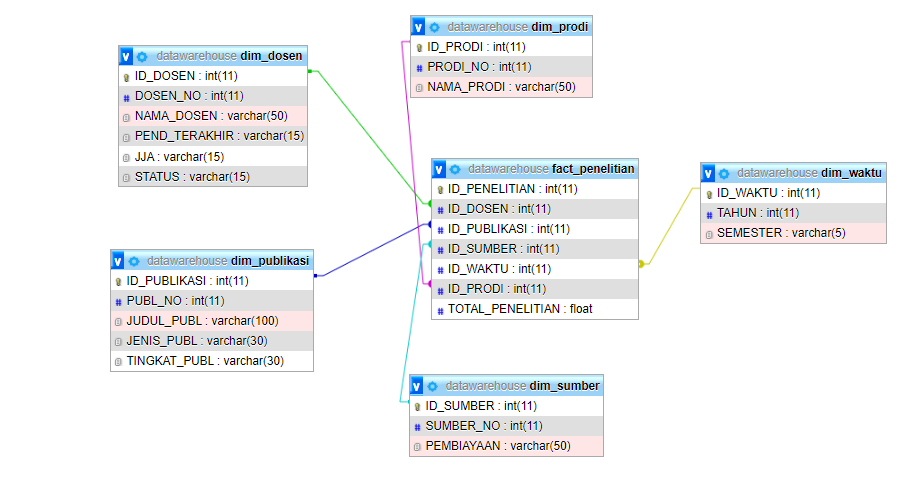 datawarehouse dim_prodi
ID_PRODI : int(11)
PRODI_NO : int(11)
NAMA_PRODI : varchar(50)
datawarehouse dim_dosen
ID_DOSEN : int(11)
DOSEN_NO : int(11)
NAMA_DOSEN : varchar(50)
PEND_TERAKHIR : varchar(15)
JJA : varchar(15)
STATUS : varchar(15)
datawarehouse fact_penelitian
ID_PENELITIAN : int(11)
ID_DOSEN : int(11)
ID_PUBLIKASI : int(11)
ID_SUMBER : int(11)
ID_WAKTU : int(11)
ID_PRODI : int(11)
TOTAL_PENELITIAN : float
datawarehouse dim_waktu
ID_WAKTU : int(11)
TAHUN : int(11)
SEMESTER : varchar(5)
datawarehouse dim_publikasi
ID_PUBLIKASI : int(11)
PUBL_NO : int(11)
JUDUL_PUBL : varchar(100)
JENIS_PUBL : varchar(30)
TINGKAT_PUBL : varchar(30)
datawarehouse dim_sumber
ID_SUMBER : int(11)
SUMBER_NO : int(11)
PEMBIAYAAN : varchar(50)